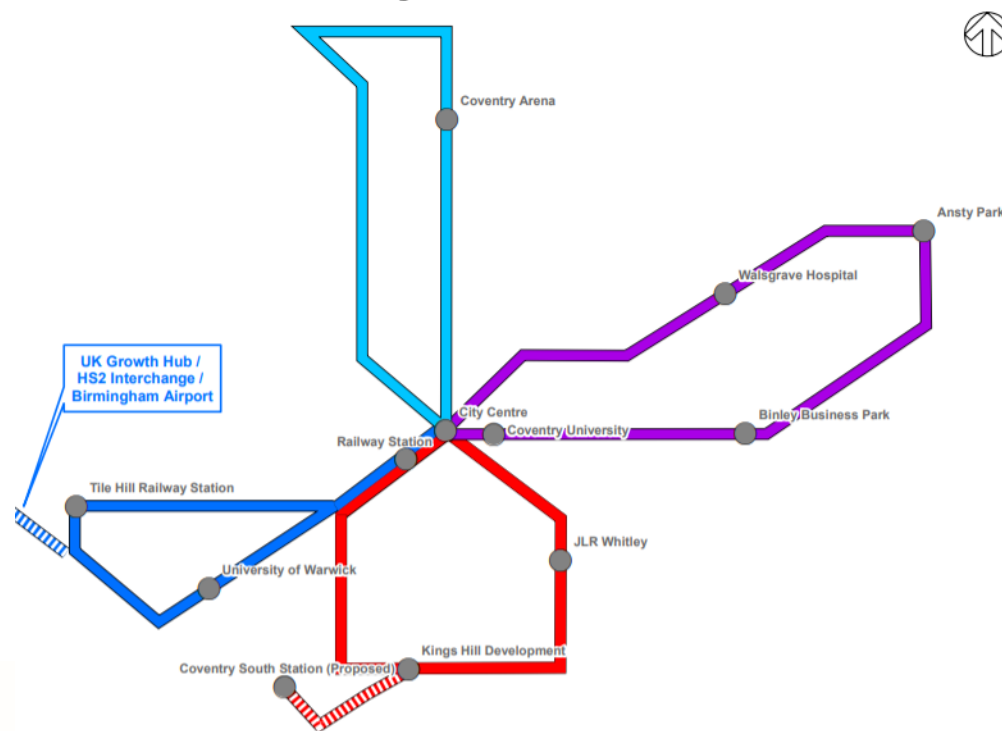 Coventry Arena
Ansty Park
Walsgrave Hospital
UK Growth Hub /
HS2 Interchange /
Birmingham Airport
City Centre
Binley Business Park
Coventry University
Railway Station
Tile Hill Railway Station
JLR Whitley
University of Warwick
Kings Hill Development
Coventry South Station (Proposed)